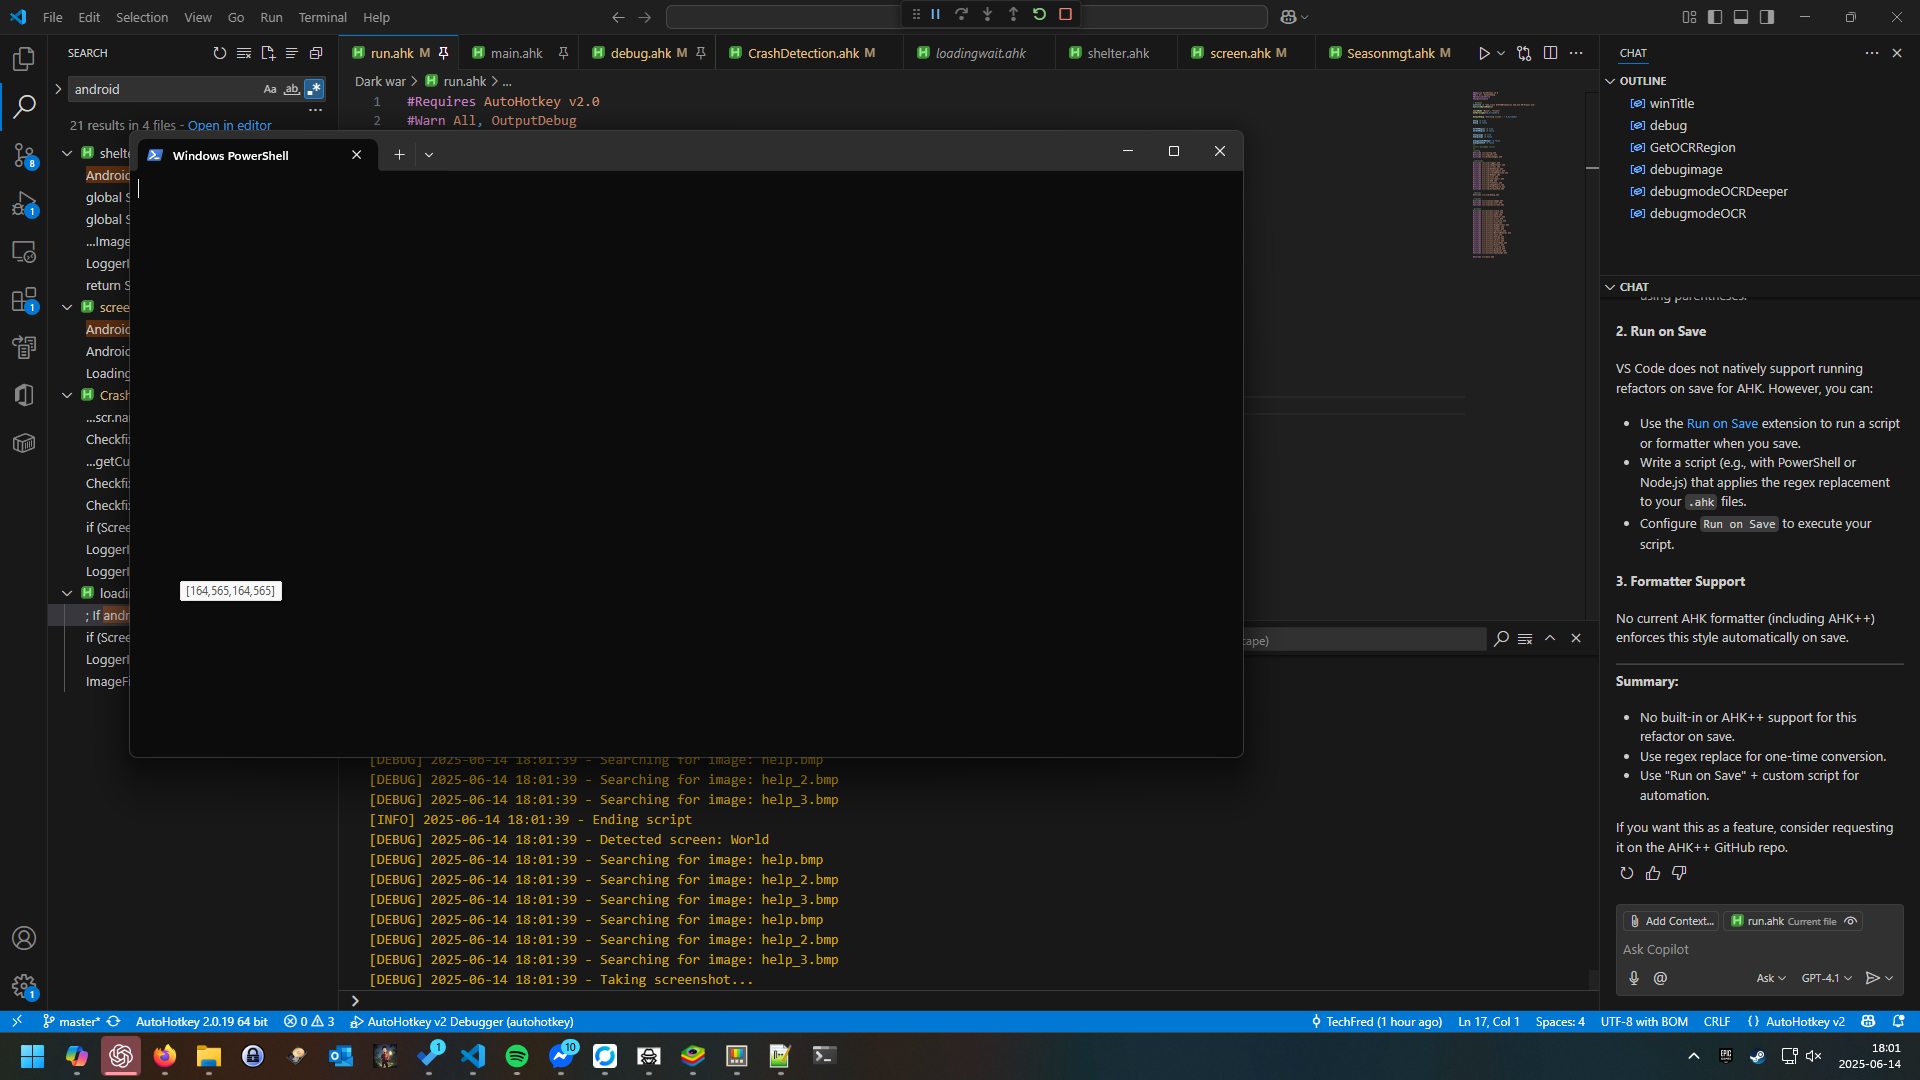 File Edit Selection View Go Run Terminal Help
SEARCH
android
Aa ab .*
21 results in 4 files - Open in editor
run.ahk M
main.ahk
debug.ahk M
CrashDetection.ahk M
loadingwait.ahk
shelter.ahk
screen.ahk M
Seasonmgt.ahk M
Dark war > run.ahk > ...
1 #Requires AutoHotkey v2.0
2 #Warn All, OutputDebug
Windows PowerShell
Android
global S
global S
...Image
return S
Android
Android
Loading
...scr.na
Checkfi
...getCu
Checkfi
Checkfi
if (Scree
; If andr
if (Scree
[164,565,164,565]
cape)
[DEBUG] 2025-06-14 18:01:39 - Searching for image: help.bmp
[DEBUG] 2025-06-14 18:01:39 - Searching for image: help_2.bmp
[DEBUG] 2025-06-14 18:01:39 - Searching for image: help_3.bmp
[INFO] 2025-06-14 18:01:39 - Ending script
[DEBUG] 2025-06-14 18:01:39 - Detected screen: World
[DEBUG] 2025-06-14 18:01:39 - Searching for image: help.bmp
[DEBUG] 2025-06-14 18:01:39 - Searching for image: help_2.bmp
[DEBUG] 2025-06-14 18:01:39 - Searching for image: help_3.bmp
[DEBUG] 2025-06-14 18:01:39 - Searching for image: help.bmp
[DEBUG] 2025-06-14 18:01:39 - Searching for image: help_2.bmp
[DEBUG] 2025-06-14 18:01:39 - Searching for image: help_3.bmp
[DEBUG] 2025-06-14 18:01:39 - Taking screenshot...
CHAT
OUTLINE
winTitle
debug
GetOCRRegion
debugimage
debugmodeOCRDeeper
debugmodeOCR
CHAT
using parentheses.
2. Run on Save
VS Code does not natively support running
refactors on save for AHK. However, you can:
• Use the Run on Save extension to run a script
or formatter when you save.
• Write a script (e.g., with PowerShell or
Node.js) that applies the regex replacement
to your .ahk files.
• Configure Run on Save to execute your
script.
3. Formatter Support
No current AHK formatter (including AHK++)
enforces this style automatically on save.
Summary:
• No built-in or AHK++ support for this
refactor on save.
• Use regex replace for one-time conversion.
• Use "Run on Save" + custom script for
automation.
If you want this as a feature, consider requesting
it on the AHK++ GitHub repo.
Add Context... run.ahk Current file
Ask Copilot
@ Ask GPT-4.1
master* AutoHotkey 2.0.19 64 bit 0 3 AutoHotkey v2 Debugger (autohotkey)
TechFred (1 hour ago) Ln 17, Col 1 Spaces: 4 UTF-8 with BOM CRLF {} AutoHotkey v2
8
1
1
1
1
10
18:01
2025-06-14